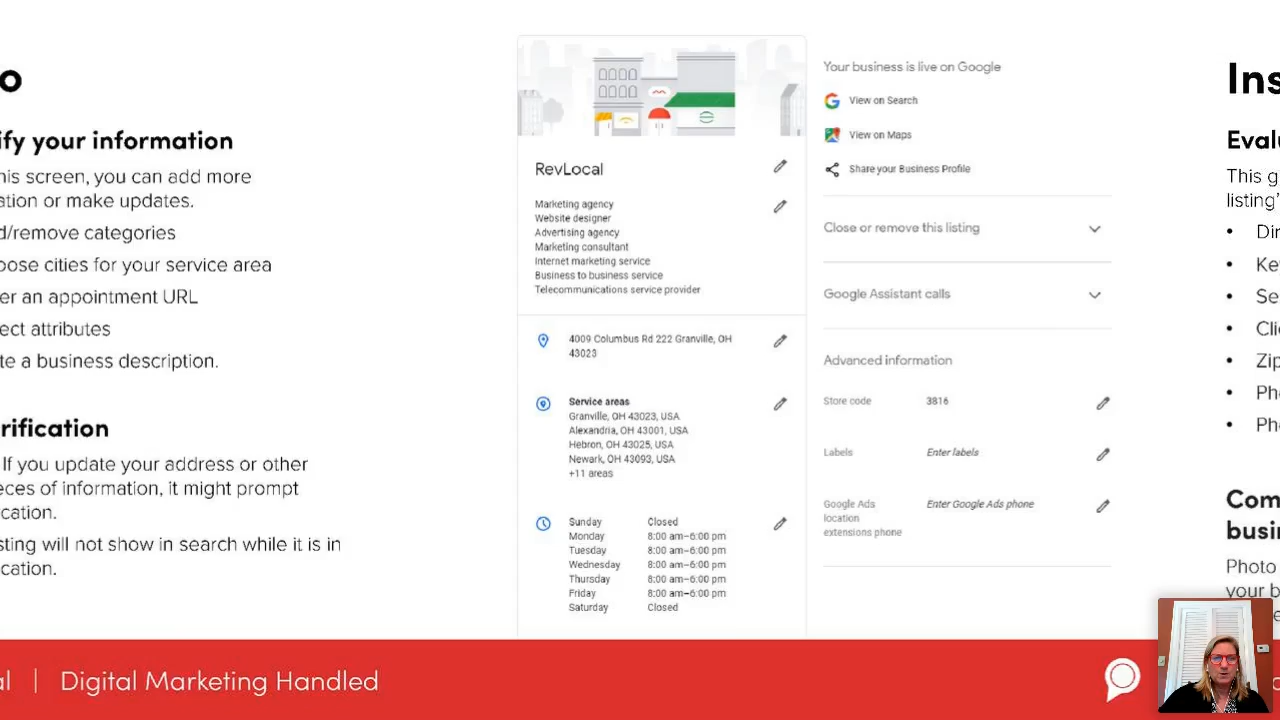 o
ify your information
his screen, you can add more
ation or make updates.
d/remove categories
oose cities for your service area
er an appointment URL
ect attributes
te a business description.
rification
If you update your address or other
eces of information, it might prompt
cation.
sting will not show in search while it is in
cation.
RevLocal
Marketing agency
Website designer
Advertising agency
Marketing consultant
Internet marketing service
Business to business service
Telecommunications service provider
4009 Columbus Rd 222 Granville, OH
43023
Service areas
Granville, OH 43023, USA
Alexandria, OH 43001, USA
Hebron, OH 43025, USA
Newark, OH 43093, USA
+11 areas
Sunday Closed
Monday 8:00 am–6:00 pm
Tuesday 8:00 am–6:00 pm
Wednesday 8:00 am–6:00 pm
Thursday 8:00 am–6:00 pm
Friday 8:00 am–6:00 pm
Saturday Closed
Your business is live on Google
View on Search
View on Maps
Share your Business Profile
Close or remove this listing
Google Assistant calls
Advanced information
Store code 3816
Labels Enter labels
Google Ads Enter Google Ads phone
location
extensions phone
Ins
Evalu
This g
listing'
• Dir
• Ke
• Se
• Clic
• Zip
• Pho
• Pho
Com
busi
Photo
your b
al | Digital Marketing Handled